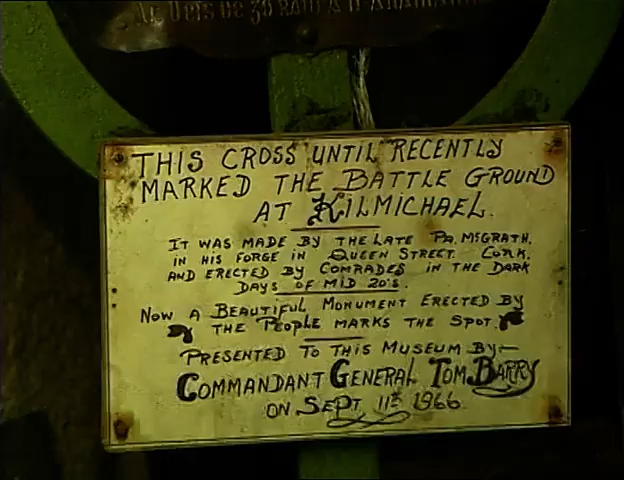 THIS CROSS UNTIL RECENTLY
MARKED THE BATTLE GROUND
AT KILMICHAEL.
IT WAS MADE BY THE LATE PA. MCGRATH,
IN HIS FORGE IN QUEEN STREET. CORK.
AND ERECTED BY COMRADES IN THE DARK
DAYS OF MID 20'S.
NOW A BEAUTIFUL MONUMENT ERECTED BY
THE PEOPLE MARKS THE SPOT.
PRESENTED TO THIS MUSEUM BY:-
COMMANDANT GENERAL TOM BARRY
ON SEPT. 11TH 1966